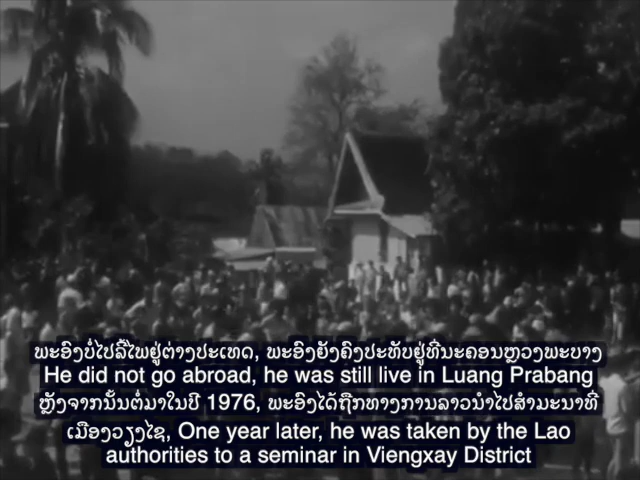 ພະອົງບໍ່ໄປລີ້ໄພຢູ່ຕ່າງປະເທດ, ພະອົງຍັງຄົງປະທັບຢູ່ທີ່ນະຄອນຫຼວງພະບາງ
He did not go abroad, he was still live in Luang Prabang
ຫຼັງຈາກນັ້ນຕໍ່ມາໃນປີ 1976, ພະອົງໄດ້ຖືກທາງການລາວນຳໄປສຳມະນາທີ່
ເມືອງວຽງໄຊ, One year later, he was taken by the Lao
authorities to a seminar in Viengxay District